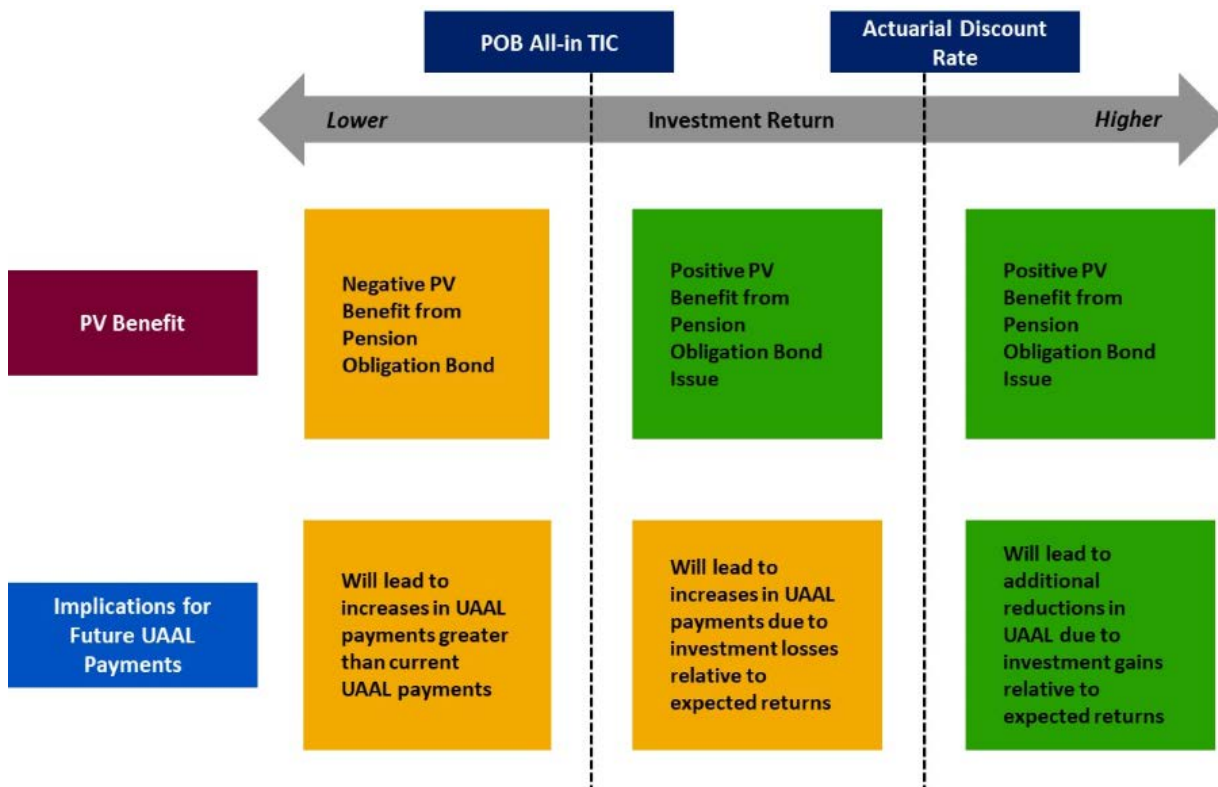 POB All-in TIC
Actuarial Discount
Rate
Lower
Investment Return
Higher
PV Benefit
Negative PV
Benefit from
Pension
Obligation Bond
Positive PV
Benefit from
Pension
Obligation Bond
Issue
Positive PV
Benefit from
Pension
Obligation Bond
Issue
Implications for
Future UAAL
Payments
Will lead to
increases in UAAL
payments greater
than current
UAAL payments
Will lead to
increases in UAAL
payments due to
investment losses
relative to
expected returns
Will lead to
additional
reductions in
UAAL due to
investment gains
relative to
expected returns